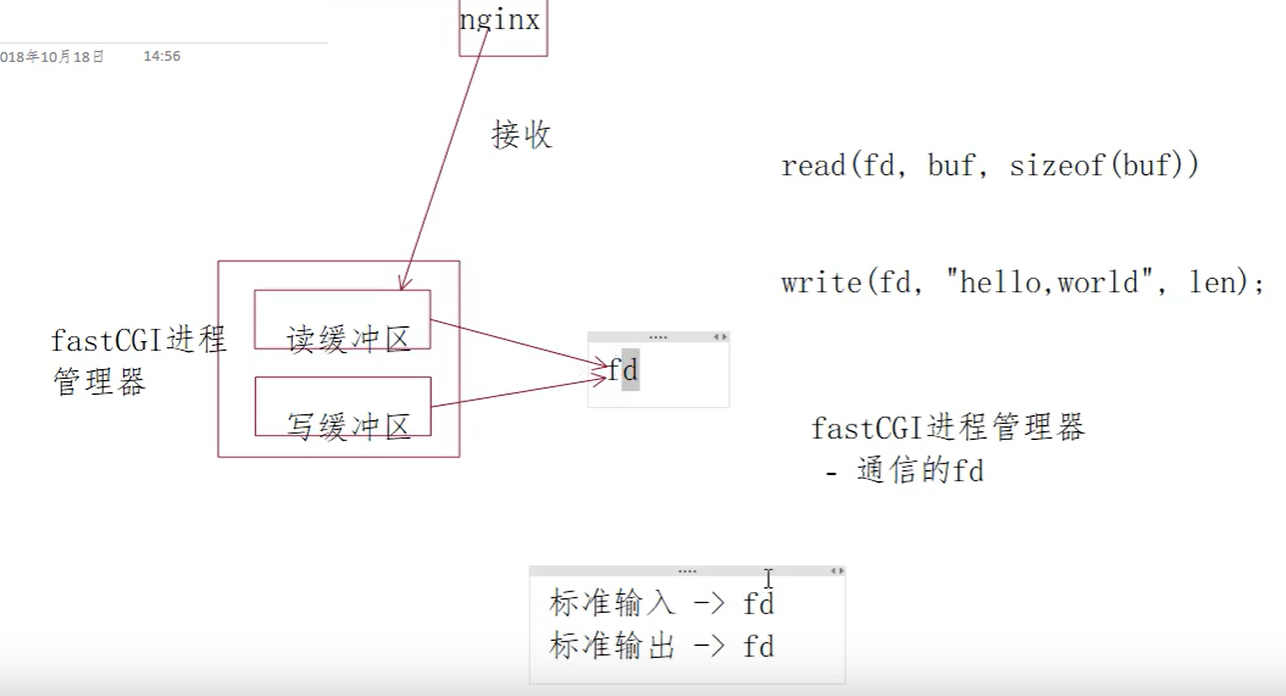 nginx
018年10月18日 14:56
接收
read(fd, buf, sizeof(buf))
write(fd, "hello,world", len);
fastCGI进程
管理器
读缓冲区
写缓冲区
fd
fastCGI进程管理器
- 通信的fd
标准输入 -> fd
标准输出 -> fd